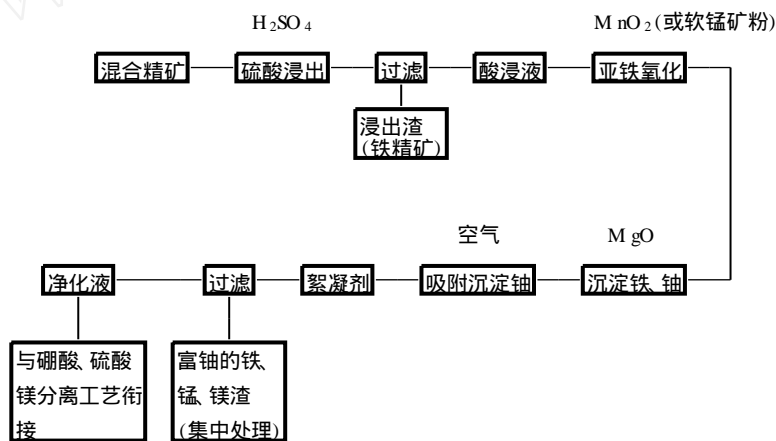 H₂SO₄
M nO₂(或软锰矿粉)
混合精矿
硫酸浸出
过滤
酸浸液
亚铁氧化
浸出渣
(铁精矿)
空气
M gO
净化液
过滤
絮凝剂
吸附沉淀铀
沉淀铁、铀
与硼酸、硫酸
镁分离工艺衔
接
富铀的铁、
锰、镁渣
(集中处理)